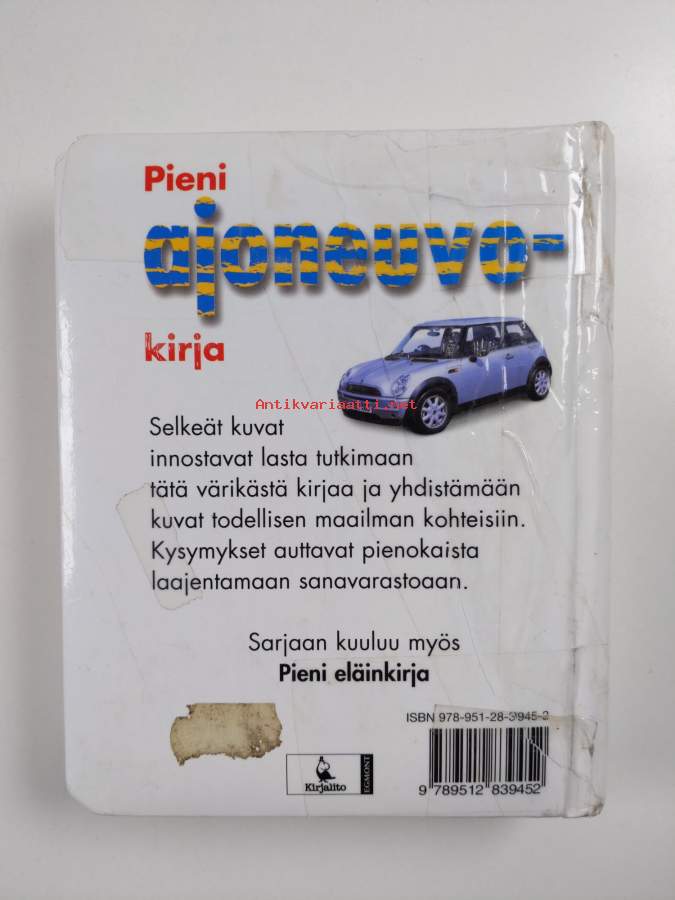 Pieni
ajoneuvo-
kirja
Antikvariaatti.net
Selkeät kuvat
innostavat lasta tutkimaan
tätä värikästä kirjaa ja yhdistämään
kuvat todellisen maailman kohteisiin.
Kysymykset auttavat pienokaista
laajentamaan sanavarastoaan.
Sarjaan kuuluu myös
Pieni eläinkirja
ISBN 978-951-28-3945-2
Kirjalito
EGMONT
9 789512 839452